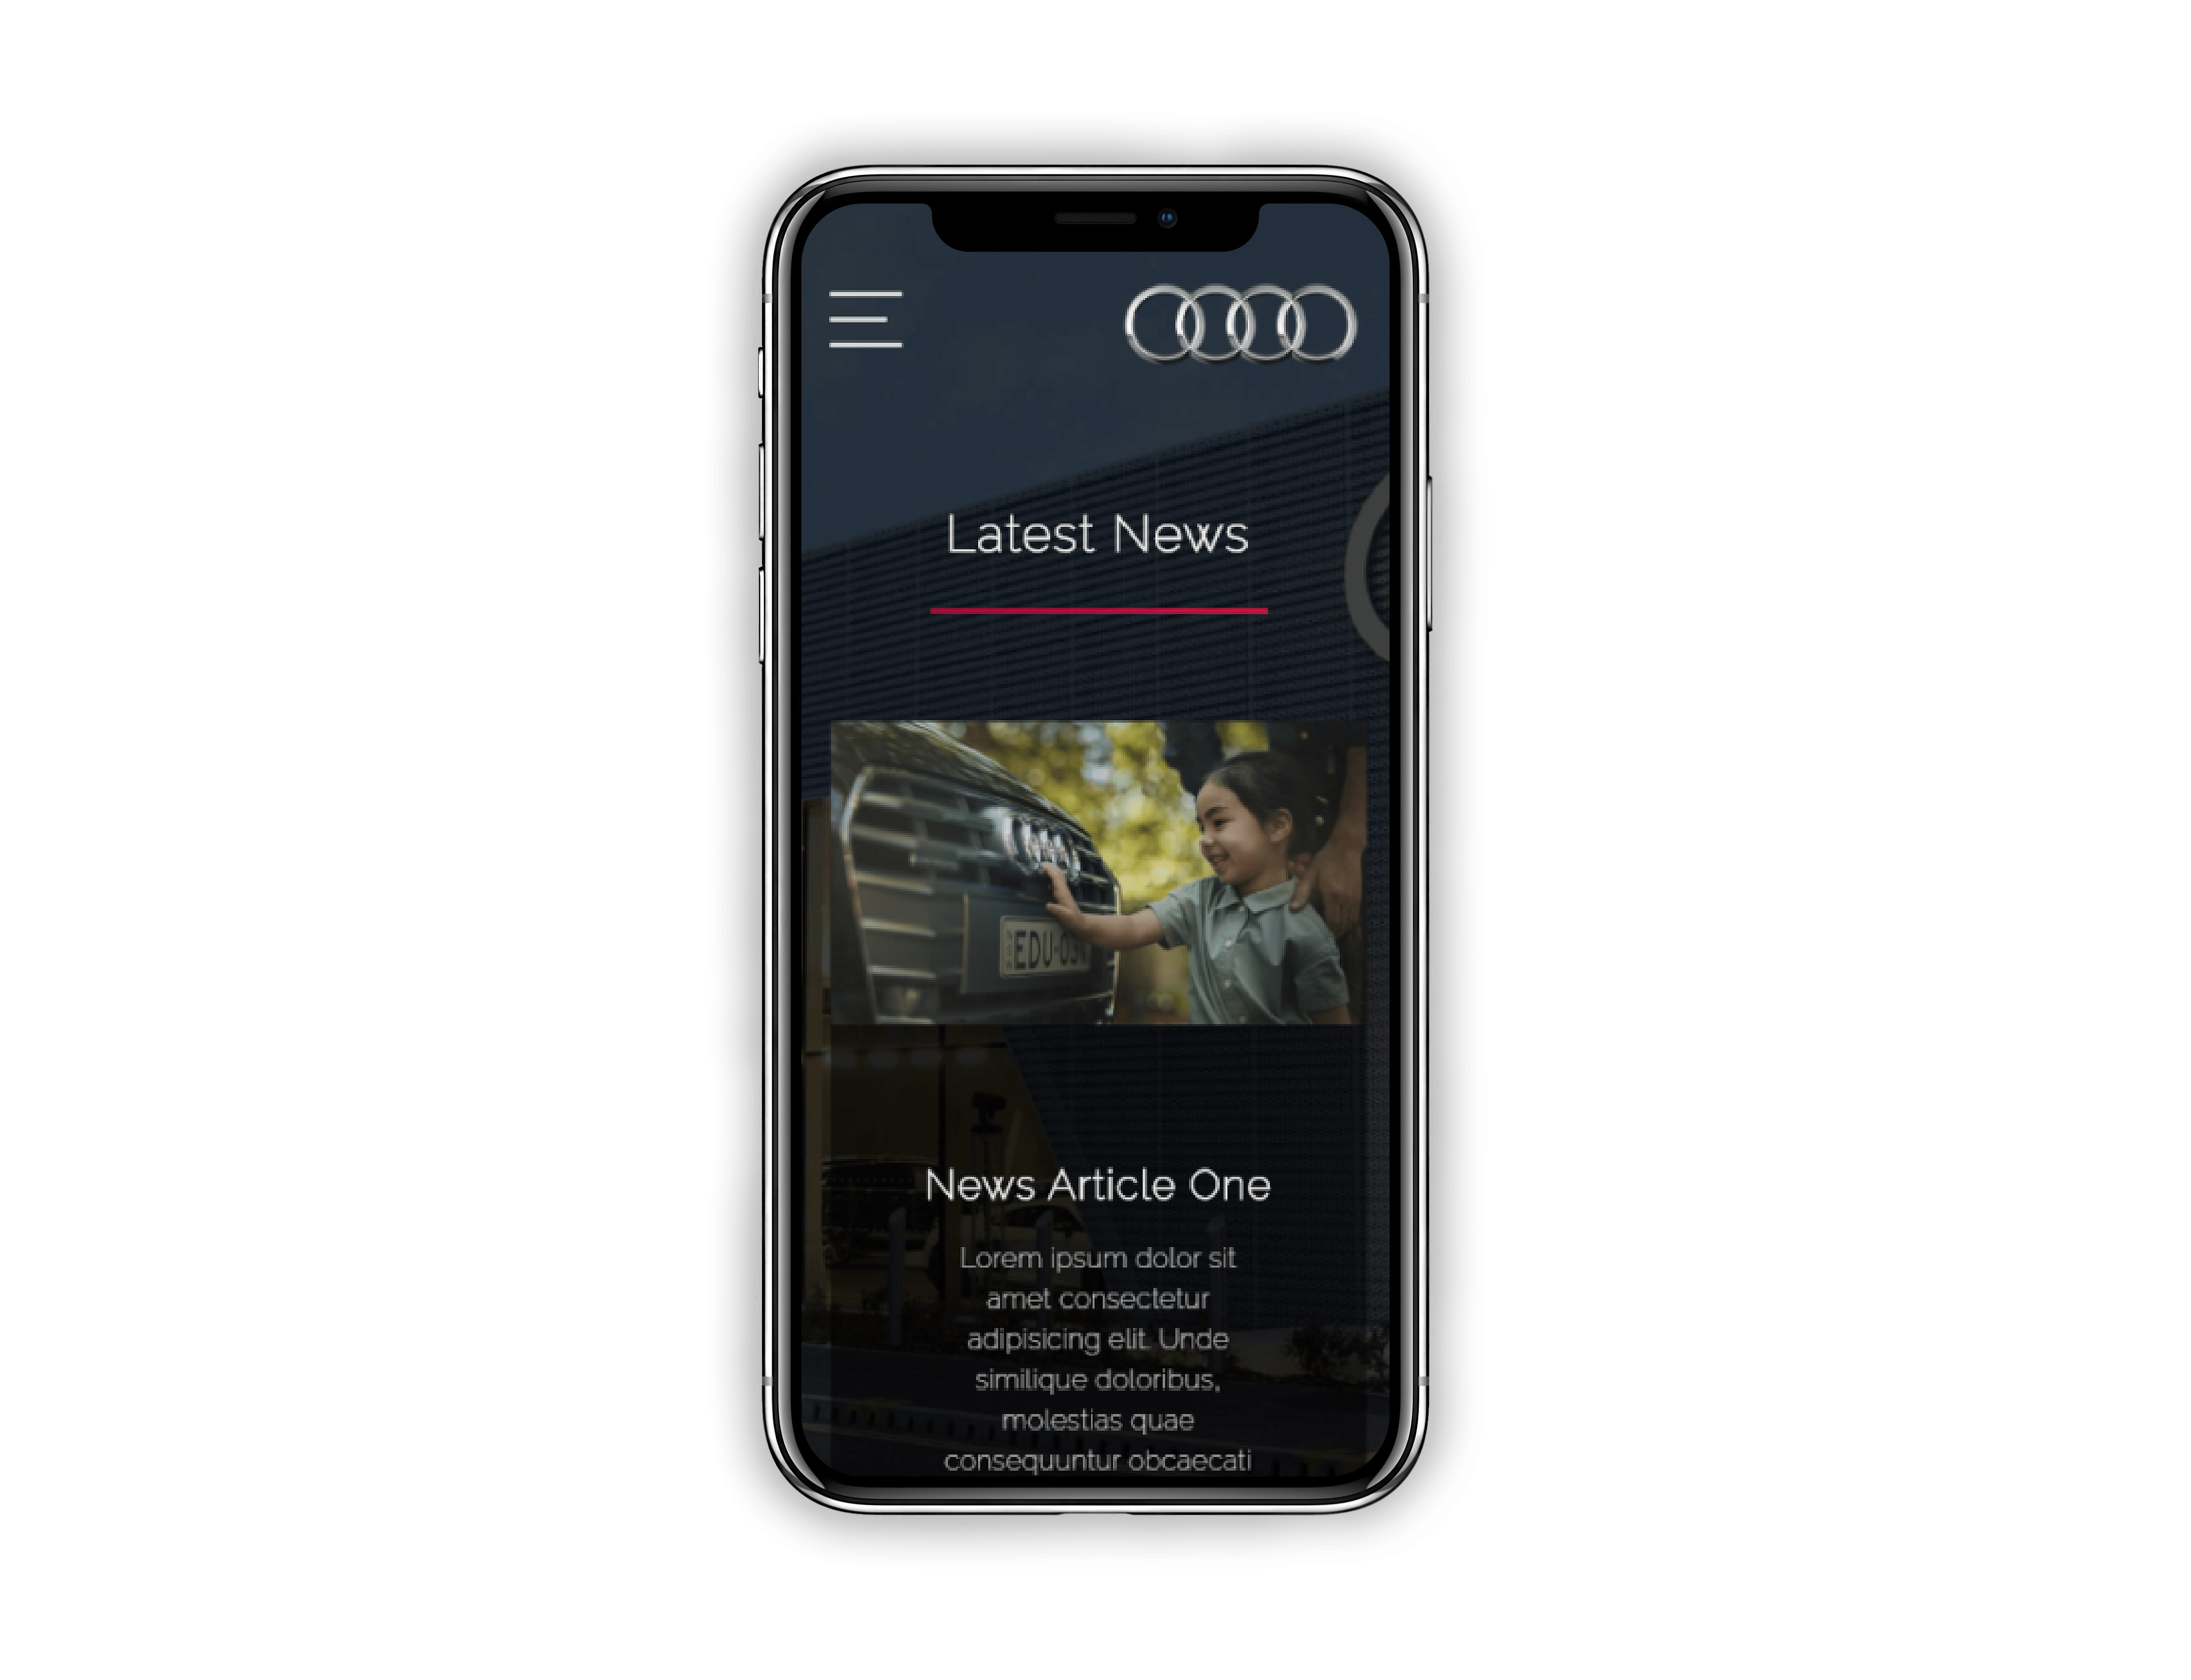 Latest News
EDU-03
News Article One
Lorem ipsum dolor sit
amet consectetur
adipisicing elit. Unde
similique doloribus,
molestias quae
consequuntur obcaecati